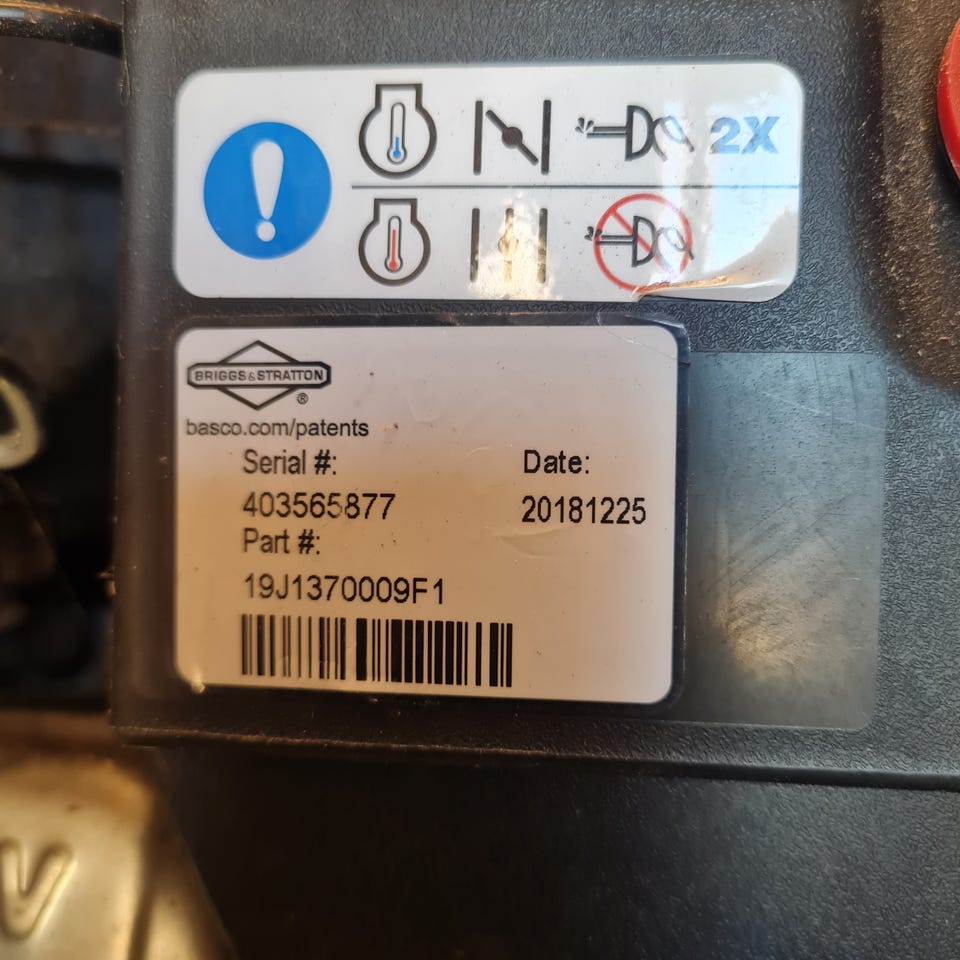 2X
BRIGGS&STRATTON
®
basco.com/patents
Serial #:
Date:
403565877
20181225
Part #:
19J1370009F1
V